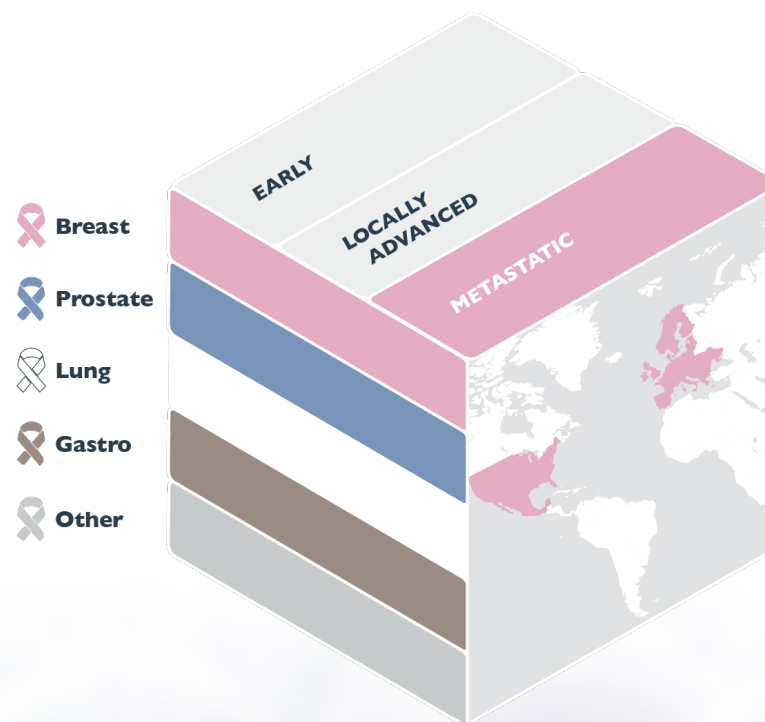 EARLY
LOCALLY
ADVANCED
METASTATIC
Breast
Prostate
Lung
Gastro
Other